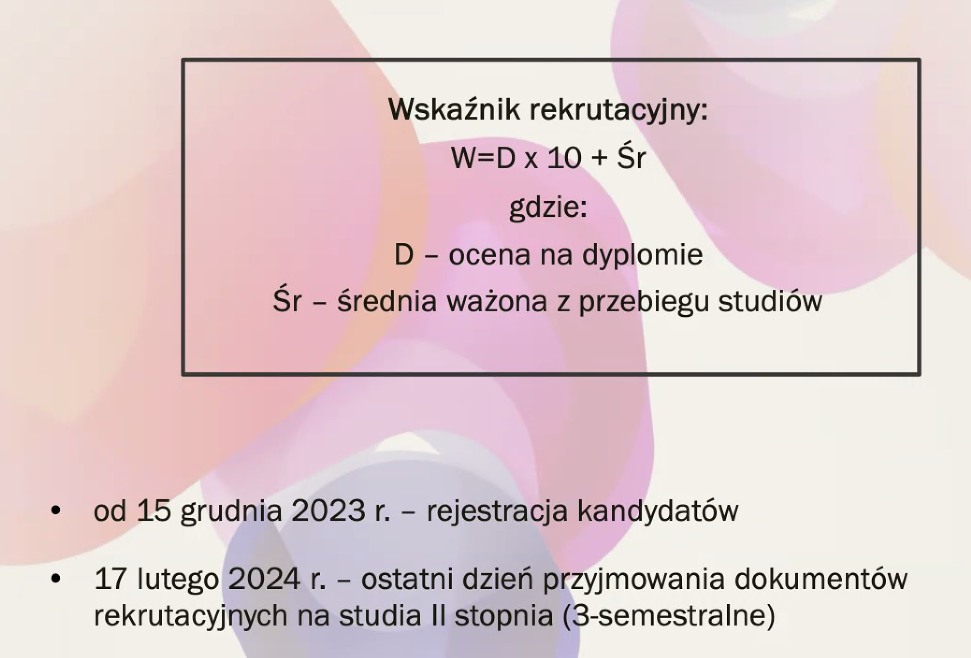 Wskaźnik rekrutacyjny:
W=D x 10 + Śr
gdzie:
D – ocena na dyplomie
Śr – średnia ważona z przebiegu studiów
• od 15 grudnia 2023 r. – rejestracja kandydatów
• 17 lutego 2024 r. – ostatni dzień przyjmowania dokumentów
rekrutacyjnych na studia II stopnia (3-semestralne)